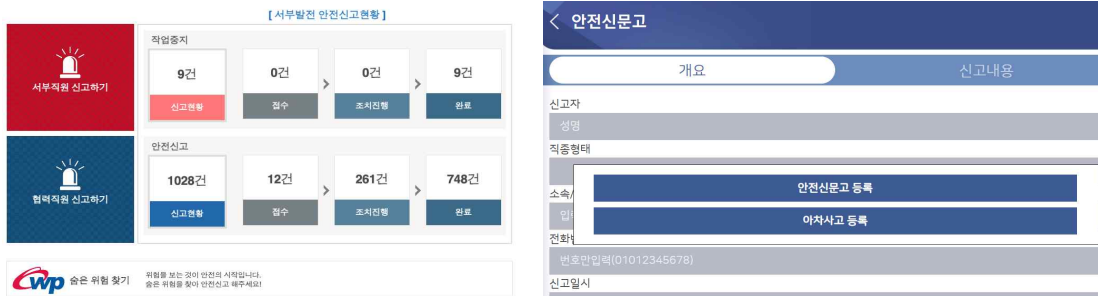 [ 서부발전 안전신고현황 ]
서부직원 신고하기
작업중지
9건
신고현황
0건
접수
0건
조치진행
9건
완료
협력직원 신고하기
안전신고
1028건
신고현황
12건
접수
261건
조치진행
748건
완료
cwp 숨은 위험 찾기
위험을 보는 것이 안전의 시작입니다.
숨은 위험을 찾아 안전신고 해주세요!
안전신문고
개요 신고내용
신고자
성명
직종형태
안전신문고 등록
소속/
아차사고 등록
전화
번호만입력(01012345678)
신고일시